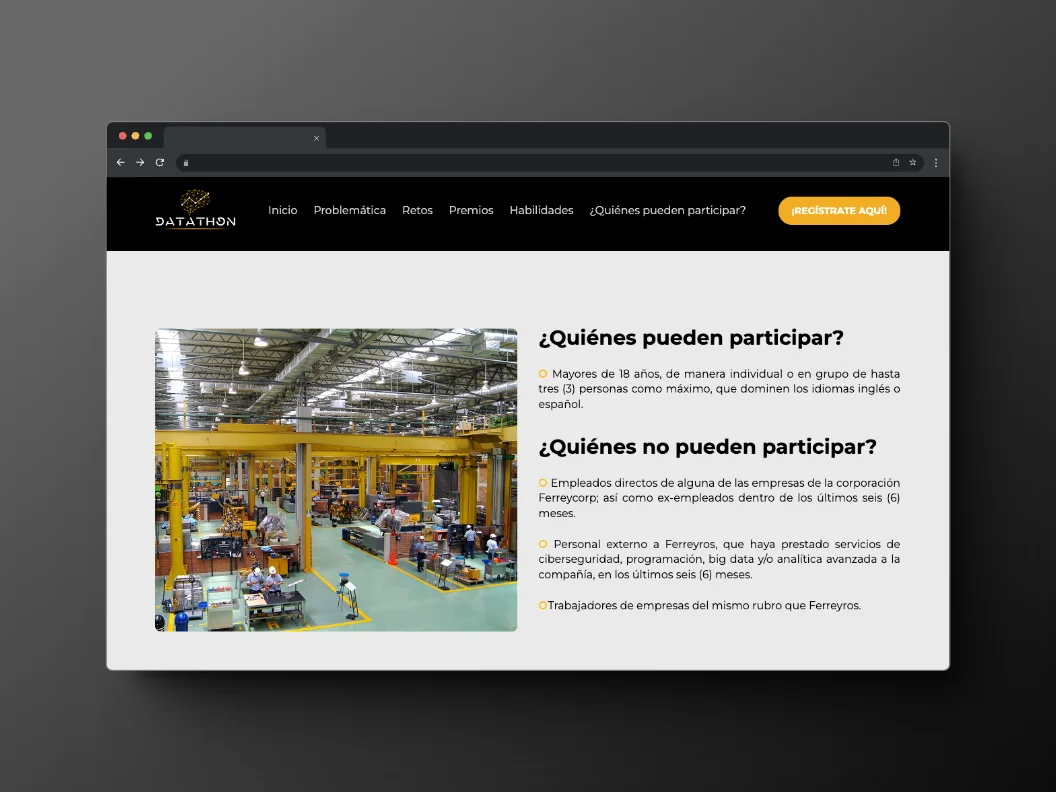 DATATHON
Inicio
Problemática
Retos
Premios
Habilidades
¿Quiénes pueden participar?
¡REGÍSTRATE AQUÍ!
¿Quiénes pueden participar?
Mayores de 18 años, de manera individual o en grupo de hasta
tres (3) personas como máximo, que dominen los idiomas inglés o
español.
¿Quiénes no pueden participar?
Empleados directos de alguna de las empresas de la corporación
Ferreycorp; así como ex-empleados dentro de los últimos seis (6)
meses.
Personal externo a Ferreyros, que haya prestado servicios de
ciberseguridad, programación, big data y/o analítica avanzada a la
compañía, en los últimos seis (6) meses.
Trabajadores de empresas del mismo rubro que Ferreyros.